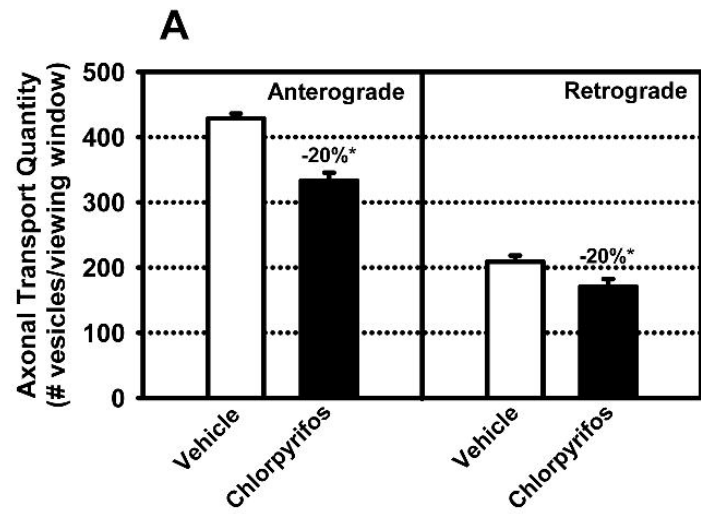 A
Axonal Transport Quantity
(# vesicles/viewing window)
500
400
300
200
100
0
Anterograde
Retrograde
-20%*
-20%*
Vehicle
Chlorpyrifos
Vehicle
Chlorpyrifos